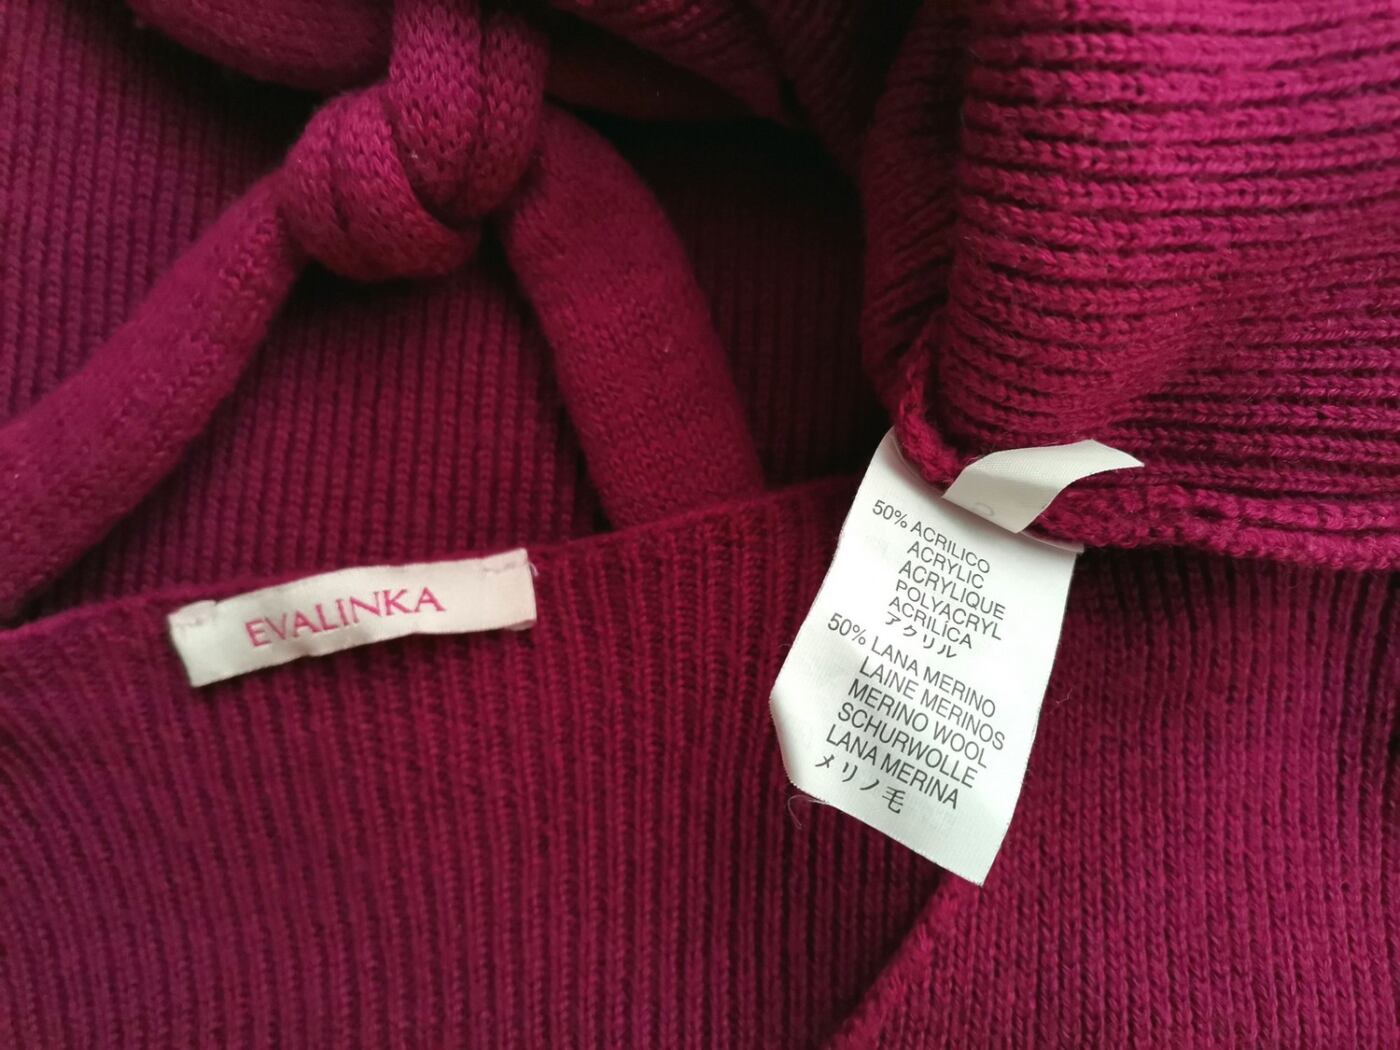 EVALINKA
50% ACRILICO
ACRYLIC
ACRYLIQUE
POLYACRYL
ACRILICA
アクリル
50% LANA MERINO
LAINE MERINOS
MERINO WOOL
SCHURWOLLE
LANA MERINA
メリノ毛